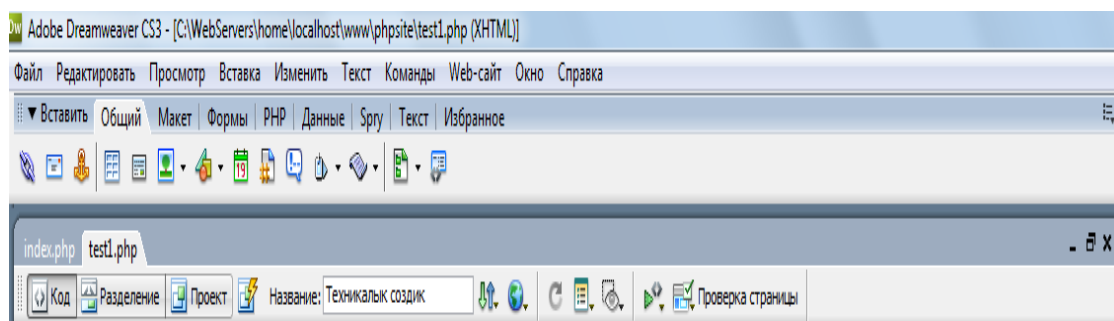 Dw Adobe Dreamweaver CS3 - [C:\WebServers\home\localhost\www\phpsite\test1.php (XHTML)]
Файл Редактировать Просмотр Вставка Изменить Текст Команды Web-сайт Окно Справка
▼ Вставить Общий Макет Формы PHP Данные Spry Текст Избранное
19
index.php test1.php
Код Разделение Проект Название: Техникалык создик Проверка страницы